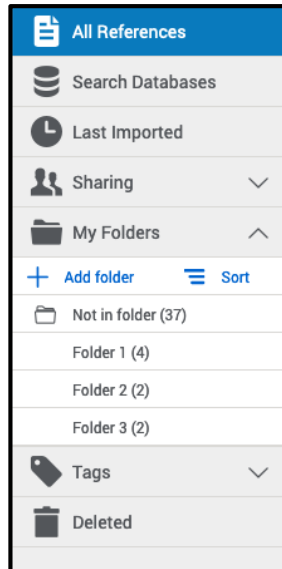 All References
Search Databases
Last Imported
Sharing
My Folders
Add folder Sort
Not in folder (37)
Folder 1 (4)
Folder 2 (2)
Folder 3 (2)
Tags
Deleted